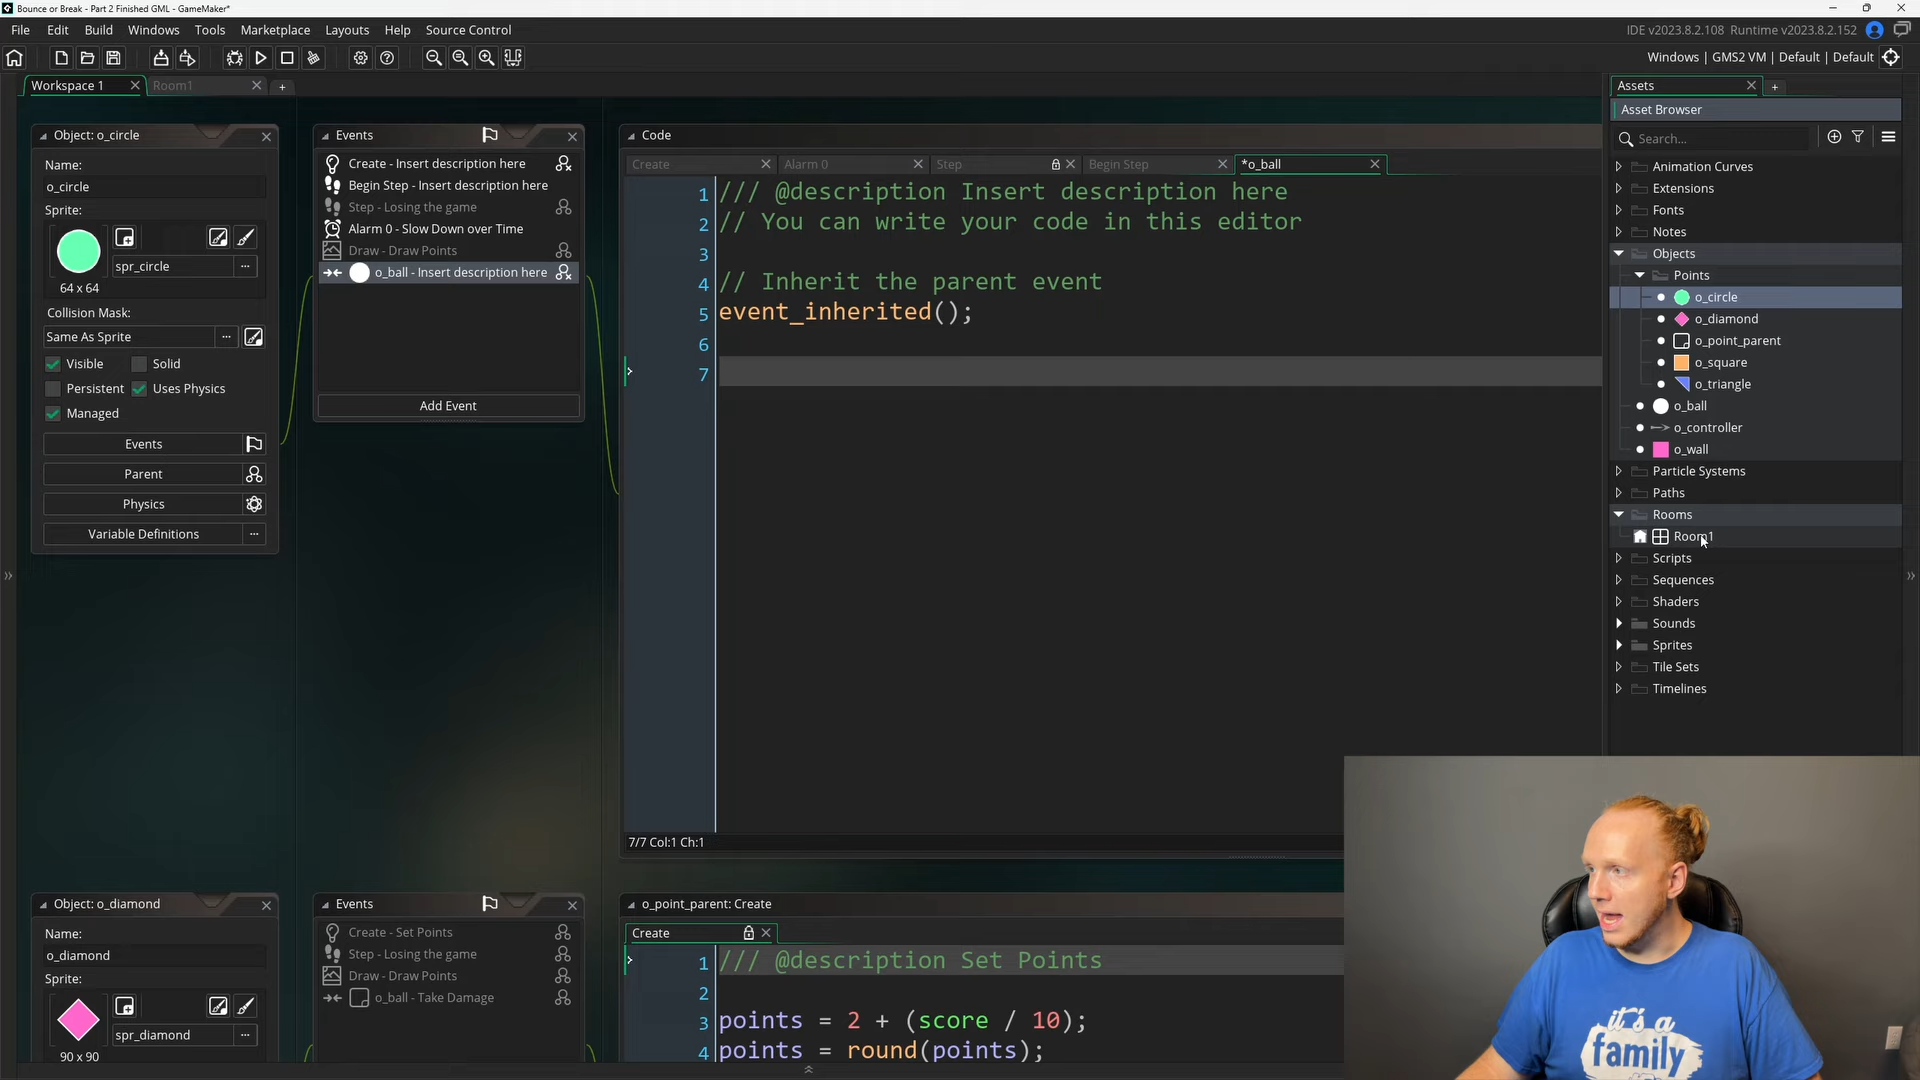 Bounce or Break - Part 2 Finished GML - GameMaker*
File Edit Build Windows Tools Marketplace Layouts Help Source Control
IDE v2023.8.2.108 Runtime v2023.8.2.152
Windows | GMS2 VM | Default | Default
Workspace 1
Room1
+
Assets
+
Asset Browser
Search...
Object: o_circle
Name:
o_circle
Sprite:
spr_circle
...
64 x 64
Collision Mask:
Same As Sprite
...
Visible
Solid
Persistent
Uses Physics
Managed
Events
Parent
Physics
Variable Definitions
...
Events
Create - Insert description here
Begin Step - Insert description here
Step - Losing the game
Alarm 0 - Slow Down over Time
Draw - Draw Points
o_ball - Insert description here
Add Event
Code
Create
Alarm 0
Step
Begin Step
*o_ball
1 /// @description Insert description here
2 // You can write your code in this editor
3
4 // Inherit the parent event
5 event_inherited();
6
7
7/7 Col:1 Ch:1
Animation Curves
Extensions
Fonts
Notes
Objects
Points
o_circle
o_diamond
o_point_parent
o_square
o_triangle
o_ball
o_controller
o_wall
Particle Systems
Paths
Rooms
Room1
Scripts
Sequences
Shaders
Sounds
Sprites
Tile Sets
Timelines
Object: o_diamond
Name:
o_diamond
Sprite:
spr_diamond
...
90 x 90
Events
Create - Set Points
Step - Losing the game
Draw - Draw Points
o_ball - Take Damage
o_point_parent: Create
Create
1 /// @description Set Points
2
3 points = 2 + (score / 10);
4 points = round(points);
it's a
family